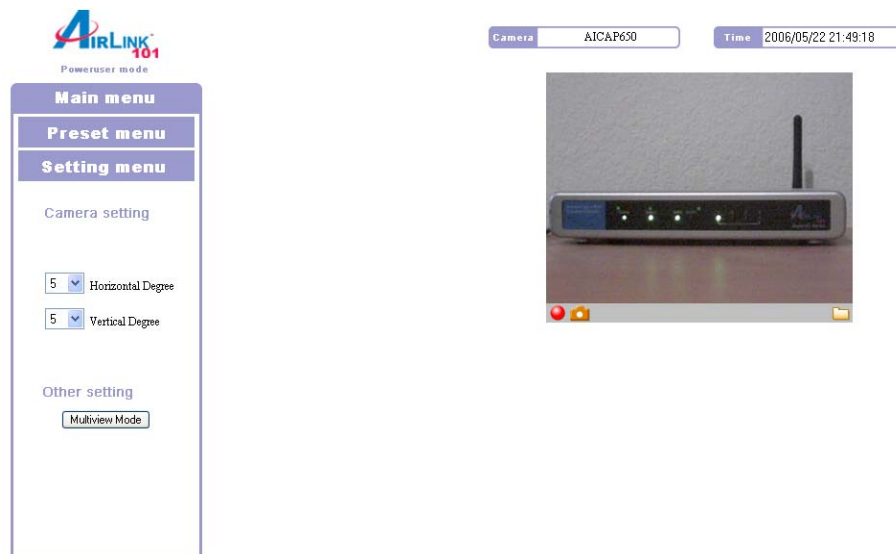 AIRLINK
101
Poweruser mode
Camera AICAP650
Time 2006/05/22 21:49:18
Main menu
Preset menu
Setting menu
Camera setting
5 Horizontal Degree
5 Vertical Degree
Other setting
Multiview Mode